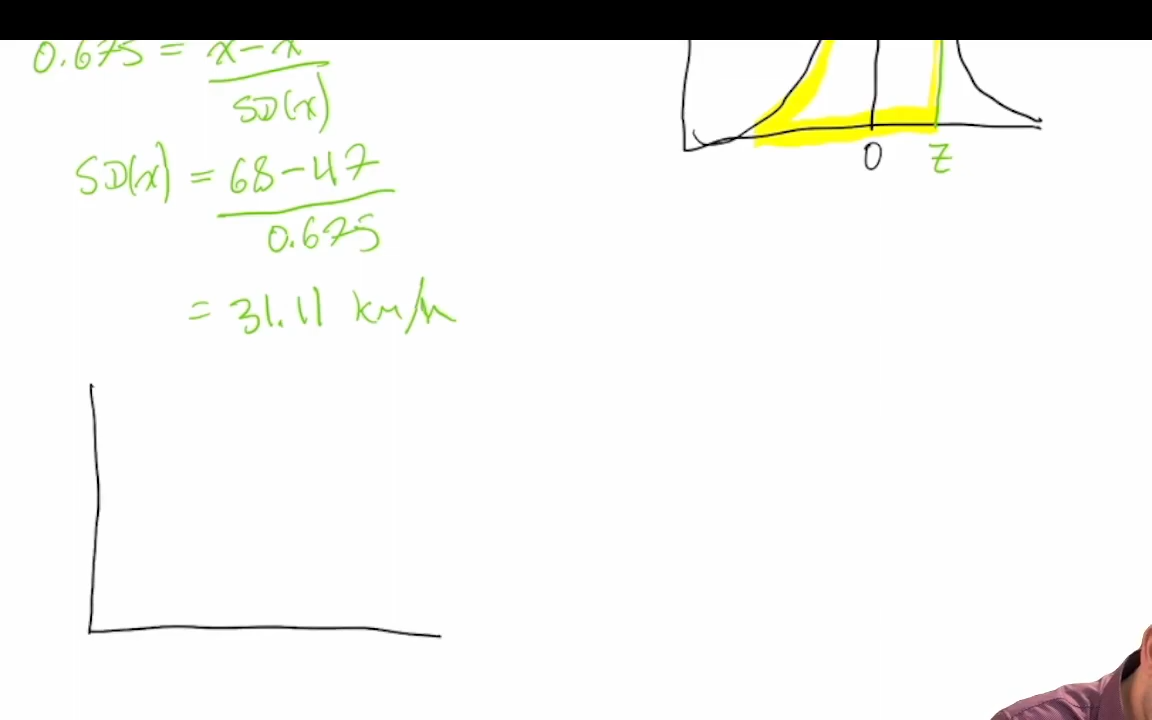 0.675 = x - x̄
SD(x)
SD(x) = 68 - 47
0.675
= 31.11 km/h
0 z